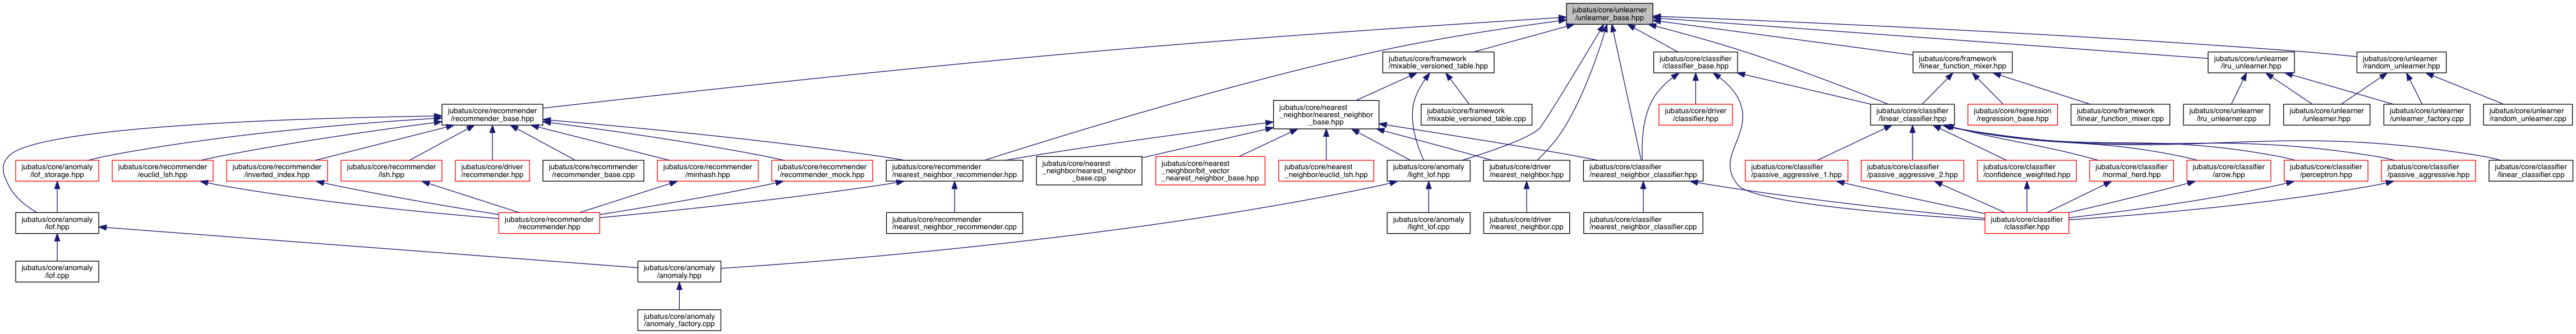 jubatus/core/unlearner
/unlearner_base.hpp
jubatus/core/framework
/mixable_versioned_table.hpp
jubatus/core/classifier
/classifier_base.hpp
jubatus/core/framework
/linear_function_mixer.hpp
jubatus/core/unlearner
/lru_unlearner.hpp
jubatus/core/unlearner
/random_unlearner.hpp
jubatus/core/recommender
/recommender_base.hpp
jubatus/core/nearest
_neighbor/nearest_neighbor
_base.hpp
jubatus/core/framework
/mixable_versioned_table.cpp
jubatus/core/driver
/classifier.hpp
jubatus/core/classifier
/linear_classifier.hpp
jubatus/core/regression
/regression_base.hpp
jubatus/core/framework
/linear_function_mixer.cpp
jubatus/core/unlearner
/lru_unlearner.cpp
jubatus/core/unlearner
/unlearner.hpp
jubatus/core/unlearner
/unlearner_factory.cpp
jubatus/core/unlearner
/random_unlearner.cpp
jubatus/core/anomaly
/lof_storage.hpp
jubatus/core/recommender
/euclid_lsh.hpp
jubatus/core/recommender
/inverted_index.hpp
jubatus/core/recommender
/lsh.hpp
jubatus/core/driver
/recommender.hpp
jubatus/core/recommender
/recommender_base.cpp
jubatus/core/recommender
/minhash.hpp
jubatus/core/recommender
/recommender_mock.hpp
jubatus/core/recommender
/nearest_neighbor_recommender.hpp
jubatus/core/nearest
_neighbor/nearest_neighbor
_base.cpp
jubatus/core/nearest
_neighbor/bit_vector
_nearest_neighbor_base.hpp
jubatus/core/nearest
_neighbor/euclid_lsh.hpp
jubatus/core/anomaly
/light_lof.hpp
jubatus/core/driver
/nearest_neighbor.hpp
jubatus/core/classifier
/nearest_neighbor_classifier.hpp
jubatus/core/classifier
/passive_aggressive_1.hpp
jubatus/core/classifier
/passive_aggressive_2.hpp
jubatus/core/classifier
/confidence_weighted.hpp
jubatus/core/classifier
/normal_herd.hpp
jubatus/core/classifier
/arow.hpp
jubatus/core/classifier
/perceptron.hpp
jubatus/core/classifier
/passive_aggressive.hpp
jubatus/core/classifier
/linear_classifier.cpp
jubatus/core/anomaly
/lof.hpp
jubatus/core/recommender
/recommender.hpp
jubatus/core/recommender
/nearest_neighbor_recommender.cpp
jubatus/core/anomaly
/light_lof.cpp
jubatus/core/driver
/nearest_neighbor.cpp
jubatus/core/classifier
/nearest_neighbor_classifier.cpp
jubatus/core/classifier
/classifier.hpp
jubatus/core/anomaly
/lof.cpp
jubatus/core/anomaly
/anomaly.hpp
jubatus/core/anomaly
/anomaly_factory.cpp